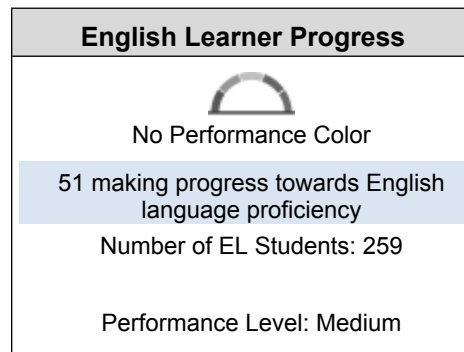 English Learner Progress
No Performance Color
51 making progress towards English
language proficiency
Number of EL Students: 259
Performance Level: Medium